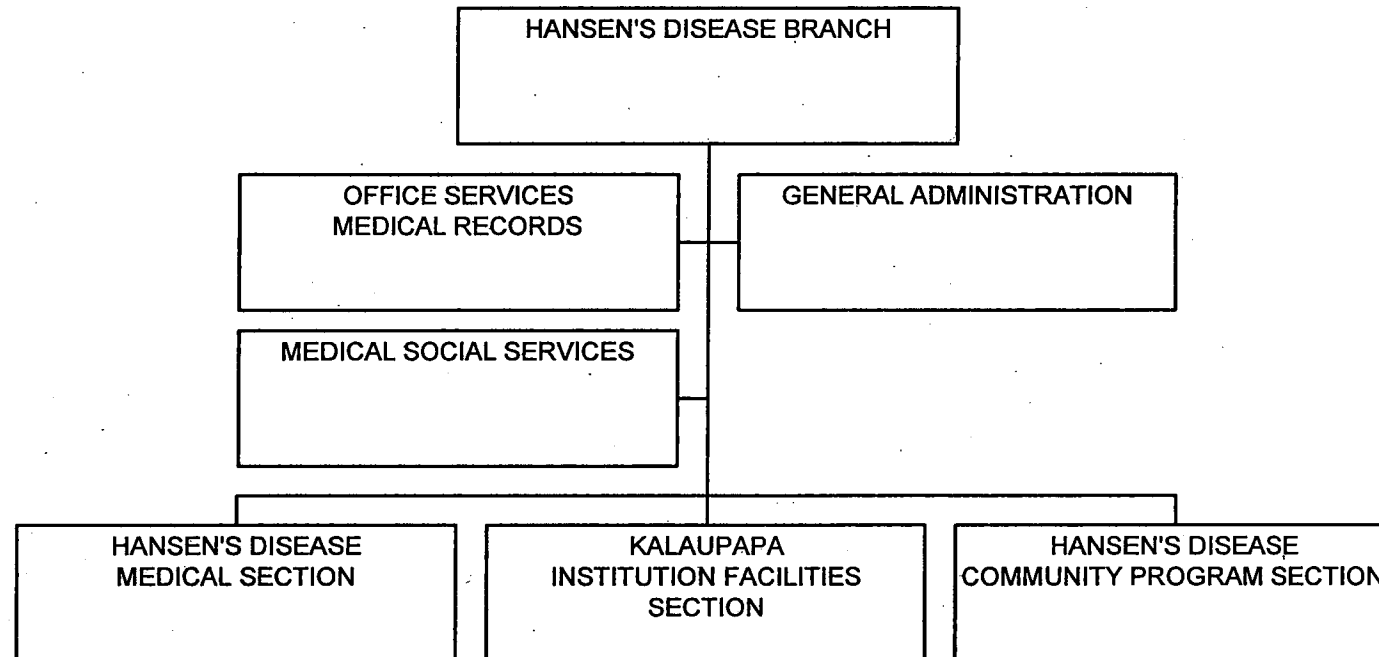 HANSEN'S DISEASE BRANCH
OFFICE SERVICES
MEDICAL RECORDS
GENERAL ADMINISTRATION
MEDICAL SOCIAL SERVICES
HANSEN'S DISEASE
MEDICAL SECTION
KALAUPAPA
INSTITUTION FACILITIES
SECTION
HANSEN'S DISEASE
COMMUNITY PROGRAM SECTION